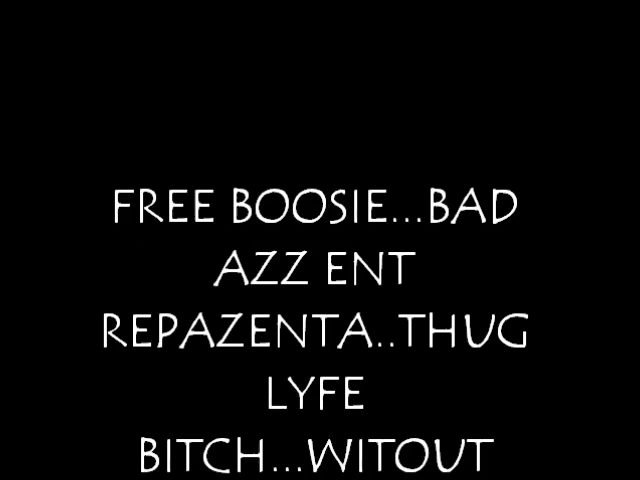 FREE BOOSIE...BAD
AZZ ENT
REPAZENTA..THUG
LYFE
BITCH...WITOUT